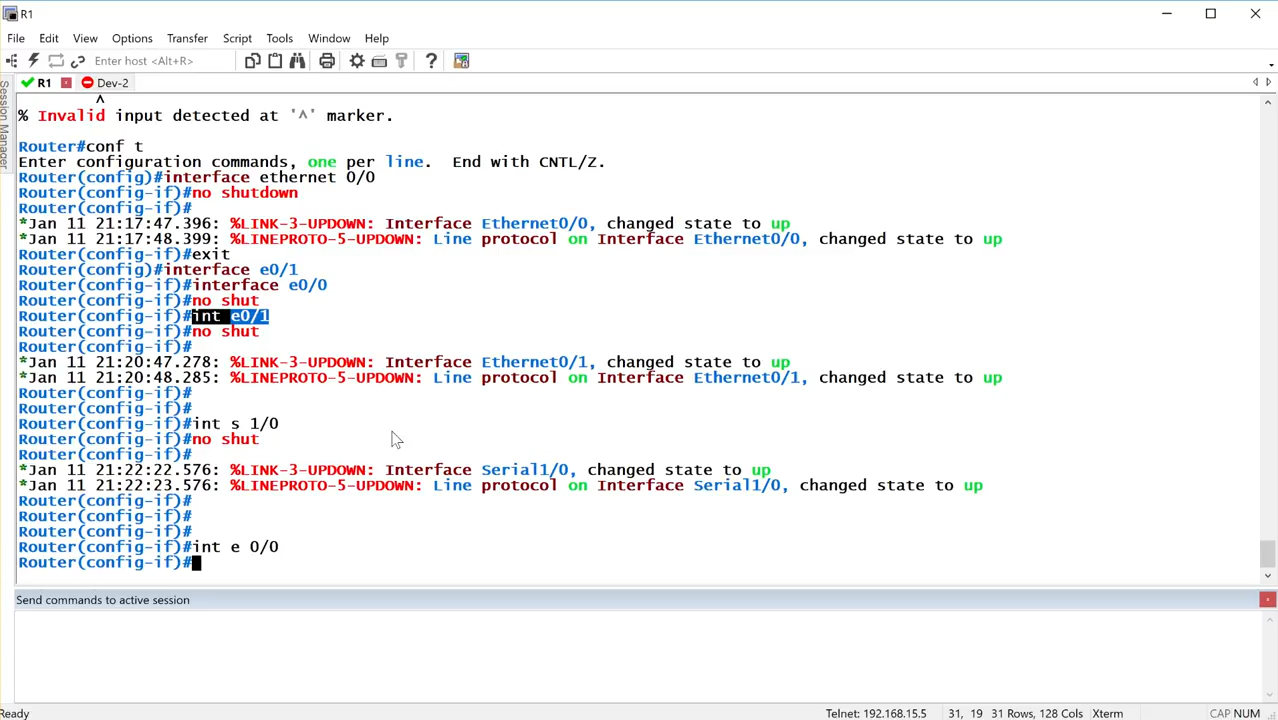 R1
File Edit View Options Transfer Script Tools Window Help
Enter host <Alt+R>
R1 Dev-2
Session Manager
^
% Invalid input detected at '^' marker.
Router#conf t
Enter configuration commands, one per line.  End with CNTL/Z.
Router(config)#interface ethernet 0/0
Router(config-if)#no shutdown
Router(config-if)#
*Jan 11 21:17:47.396: %LINK-3-UPDOWN: Interface Ethernet0/0, changed state to up
*Jan 11 21:17:48.399: %LINEPROTO-5-UPDOWN: Line protocol on Interface Ethernet0/0, changed state to up
Router(config-if)#exit
Router(config)#interface e0/1
Router(config-if)#interface e0/0
Router(config-if)#no shut
Router(config-if)#int e0/1
Router(config-if)#no shut
Router(config-if)#
*Jan 11 21:20:47.278: %LINK-3-UPDOWN: Interface Ethernet0/1, changed state to up
*Jan 11 21:20:48.285: %LINEPROTO-5-UPDOWN: Line protocol on Interface Ethernet0/1, changed state to up
Router(config-if)#
Router(config-if)#
Router(config-if)#int s 1/0
Router(config-if)#no shut
Router(config-if)#
*Jan 11 21:22:22.576: %LINK-3-UPDOWN: Interface Serial1/0, changed state to up
*Jan 11 21:22:23.576: %LINEPROTO-5-UPDOWN: Line protocol on Interface Serial1/0, changed state to up
Router(config-if)#
Router(config-if)#
Router(config-if)#
Router(config-if)#int e 0/0
Router(config-if)#
Send commands to active session
Ready Telnet: 192.168.15.5 31, 19 31 Rows, 128 Cols Xterm CAP NUM